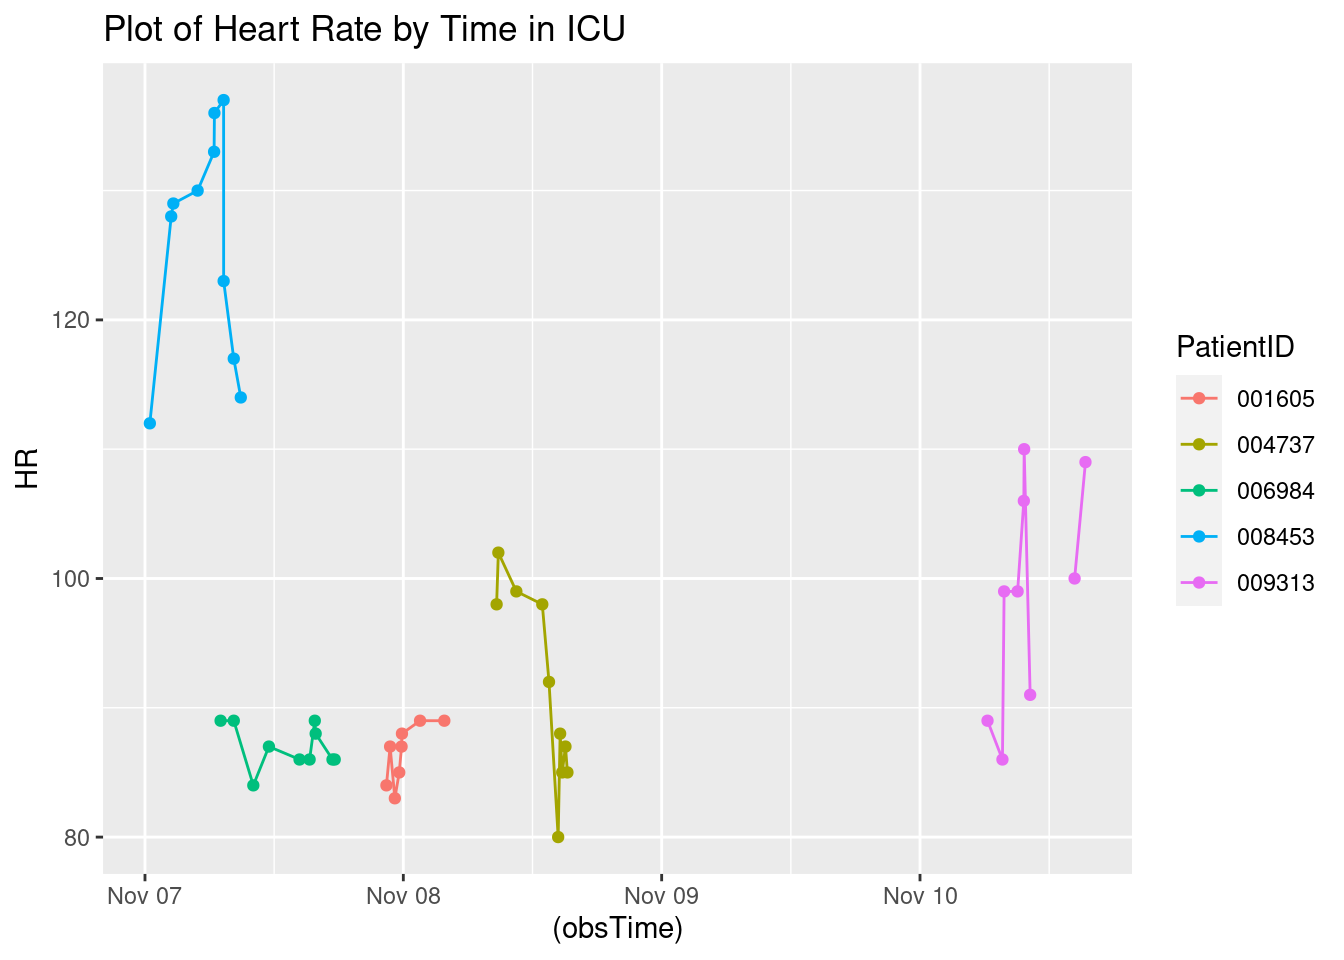 Plot of Heart Rate by Time in ICU
HR
120
100
80
Nov 07 Nov 08 Nov 09 Nov 10
(obsTime)
PatientID
001605
004737
006984
008453
009313